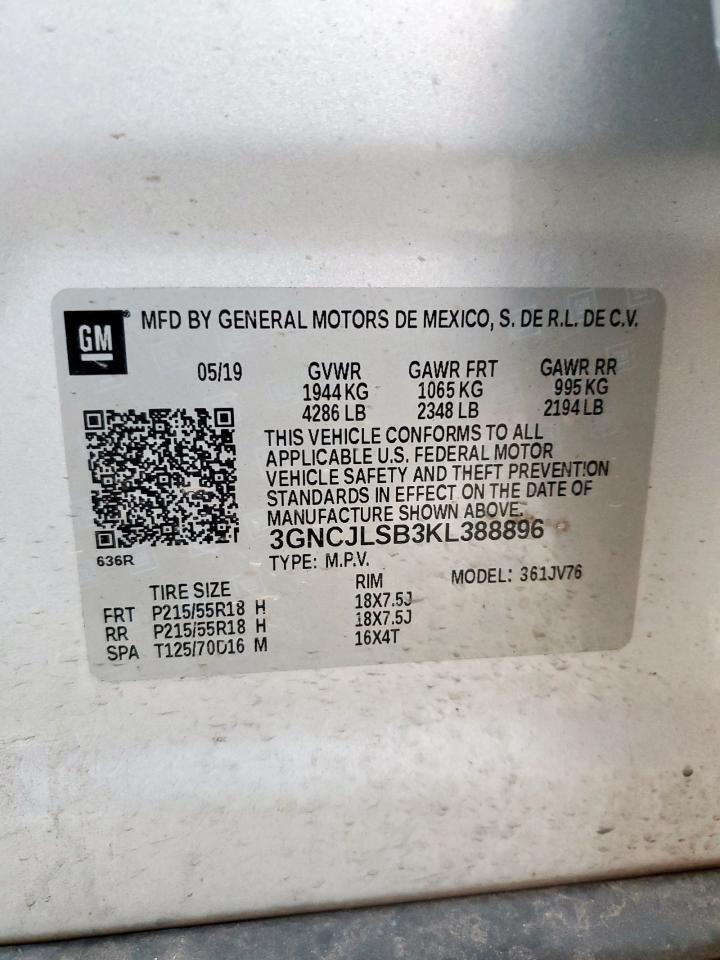 GM® MFD BY GENERAL MOTORS DE MEXICO, S. DE R.L. DE C.V.
05/19 GVWR GAWR FRT GAWR RR
1944 KG 1065 KG 995 KG
4286 LB 2348 LB 2194 LB
THIS VEHICLE CONFORMS TO ALL
APPLICABLE U.S. FEDERAL MOTOR
VEHICLE SAFETY AND THEFT PREVENTION
STANDARDS IN EFFECT ON THE DATE OF
MANUFACTURE SHOWN ABOVE.
3GNCJLSB3KL388896
636R TYPE: M.P.V. MODEL: 361JV76
TIRE SIZE RIM
FRT P215/55R18 H 18X7.5J
RR P215/55R18 H 18X7.5J
SPA T125/70D16 M 16X4T